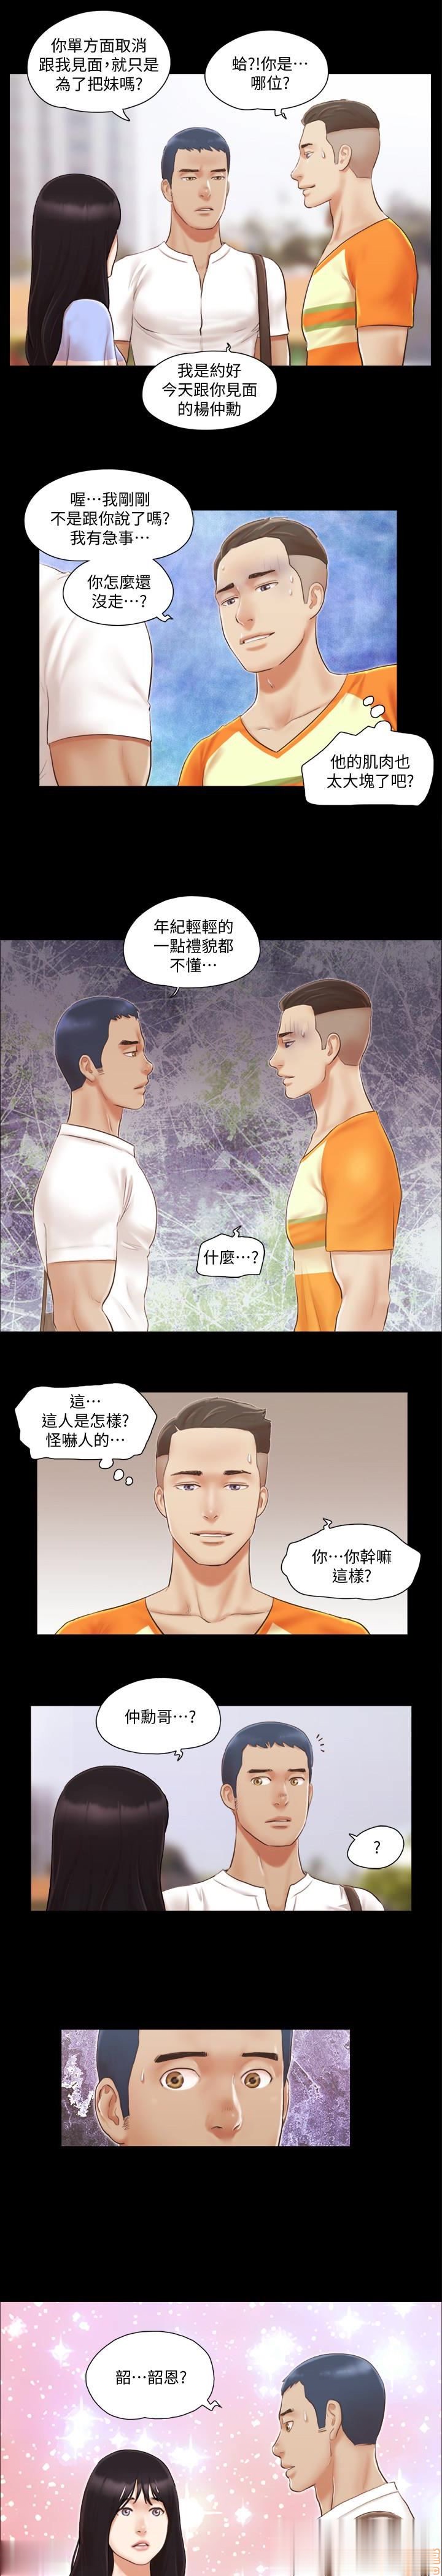 你單方面取消
跟我見面，就只是
為了把妹嗎?
蛤?!你是…
哪位?
我是約好
今天跟你見面
的楊仲勳
喔…我剛剛
不是跟你說了嗎?
我有急事…
你怎麼還
沒走…?
他的肌肉也
太大塊了吧?
年紀輕輕的
一點禮貌都
不懂…
什麼…?
這…
這人是怎樣?
怪嚇人的…
你…你幹嘛
這樣?
仲勳哥…?
?
韶…韶恩?